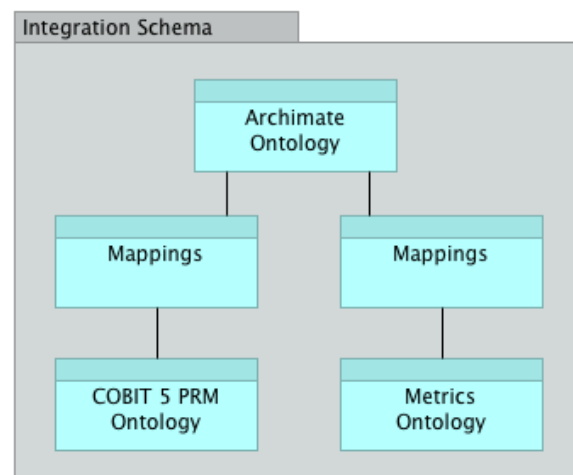 Integration Schema
Archimate
Ontology
Mappings
Mappings
COBIT 5 PRM
Ontology
Metrics
Ontology